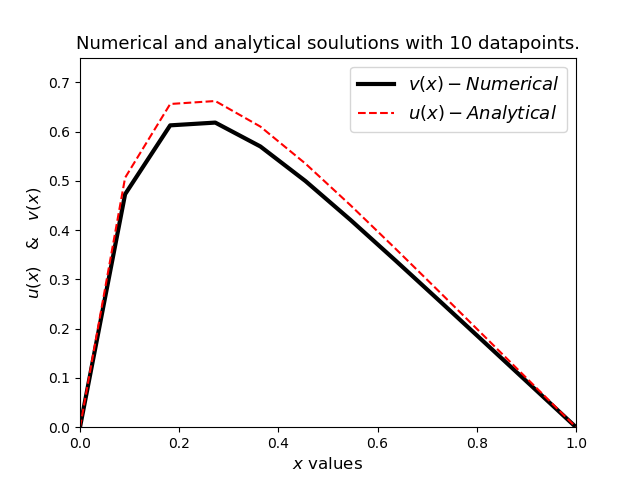 Numerical and analytical soulutions with 10 datapoints.
v(x) − Numerical
u(x) − Analytical
u(x) & v(x)
0.7
0.6
0.5
0.4
0.3
0.2
0.1
0.0
0.0 0.2 0.4 0.6 0.8 1.0
x values